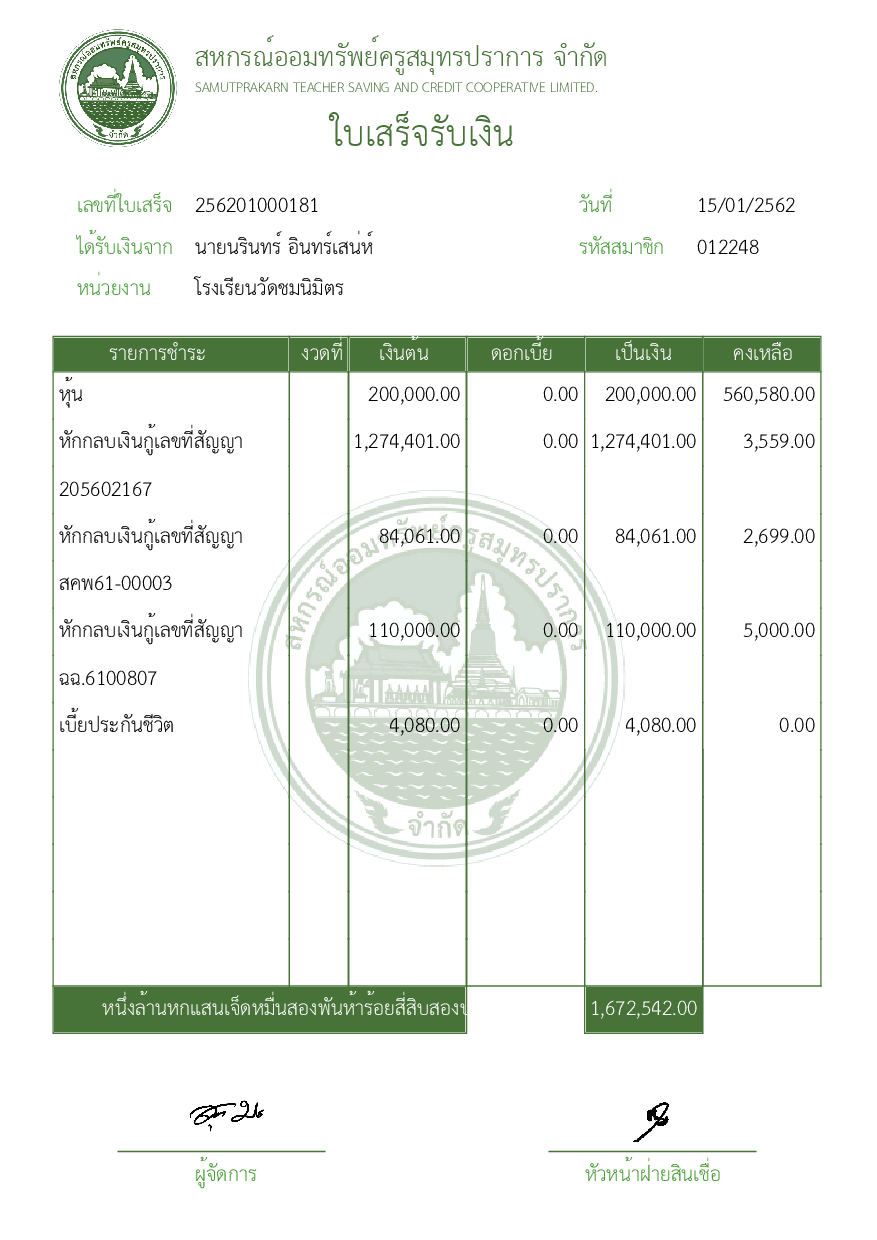 สหกรณ์ออมทรัพย์ครูสมุทรปราการ จำกัด
SAMUTPRAKARN TEACHER SAVING AND CREDIT COOPERATIVE LIMITED.
ใบเสร็จรับเงิน
เลขที่ใบเสร็จ 256201000181 วันที่ 15/01/2562
ได้รับเงินจาก นายนรินทร์ อินทร์เสน่ห์ รหัสสมาชิก 012248
หน่วยงาน โรงเรียนวัดชมนิมิตร
รายการชำระ งวดที่ เงินต้น ดอกเบี้ย เป็นเงิน คงเหลือ
หุ้น 200,000.00 0.00 200,000.00 560,580.00
หักกลบเงินกู้เลขที่สัญญา 1,274,401.00 0.00 1,274,401.00 3,559.00
205602167
หักกลบเงินกู้เลขที่สัญญา 84,061.00 0.00 84,061.00 2,699.00
สคพ61-00003
หักกลบเงินกู้เลขที่สัญญา 110,000.00 0.00 110,000.00 5,000.00
ฉฉ.6100807
เบี้ยประกันชีวิต 4,080.00 0.00 4,080.00 0.00
สหกรณ์ออมทรัพย์ครูสมุทรปราการ
จำกัด
หนึ่งล้านหกแสนเจ็ดหมื่นสองพันห้าร้อยสี่สิบสอง 1,672,542.00
ผู้จัดการ หัวหน้าฝ่ายสินเชื่อ